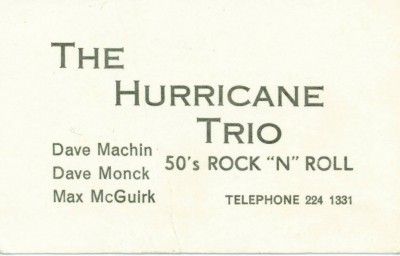 THE
HURRICANE
TRIO
50's ROCK "N" ROLL
Dave Machin
Dave Monck
Max McGuirk
TELEPHONE 224 1331